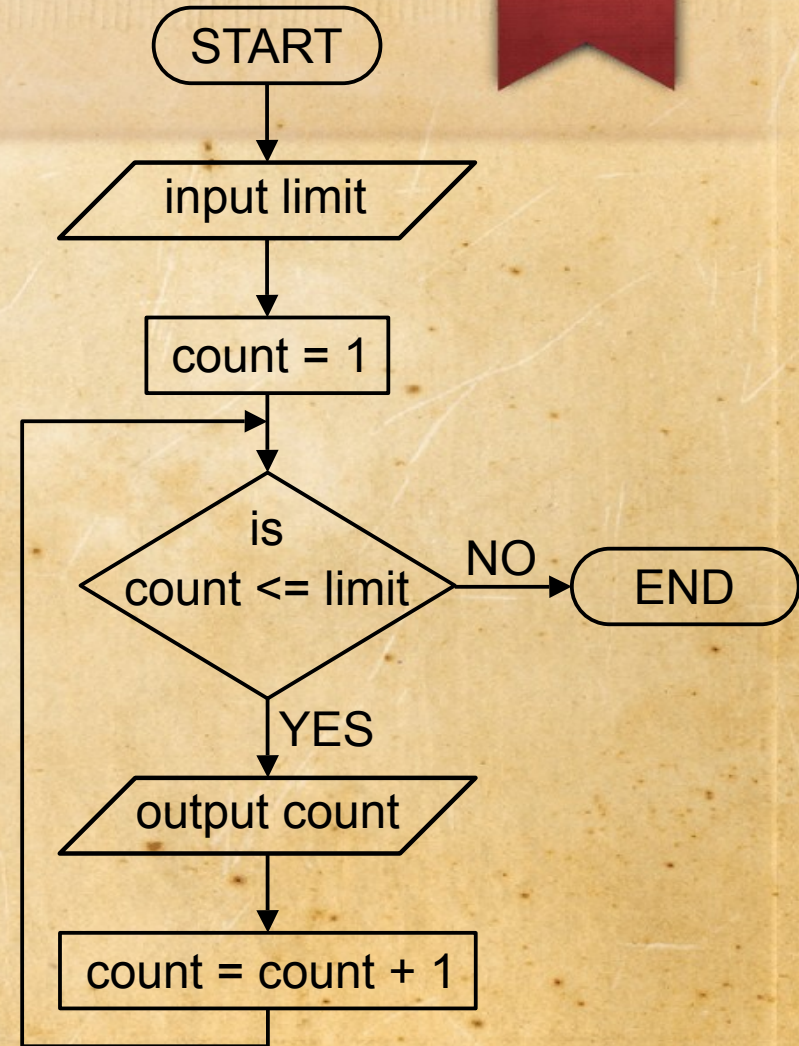 START
input limit
count = 1
is
count <= limit
NO
END
YES
output count
count = count + 1